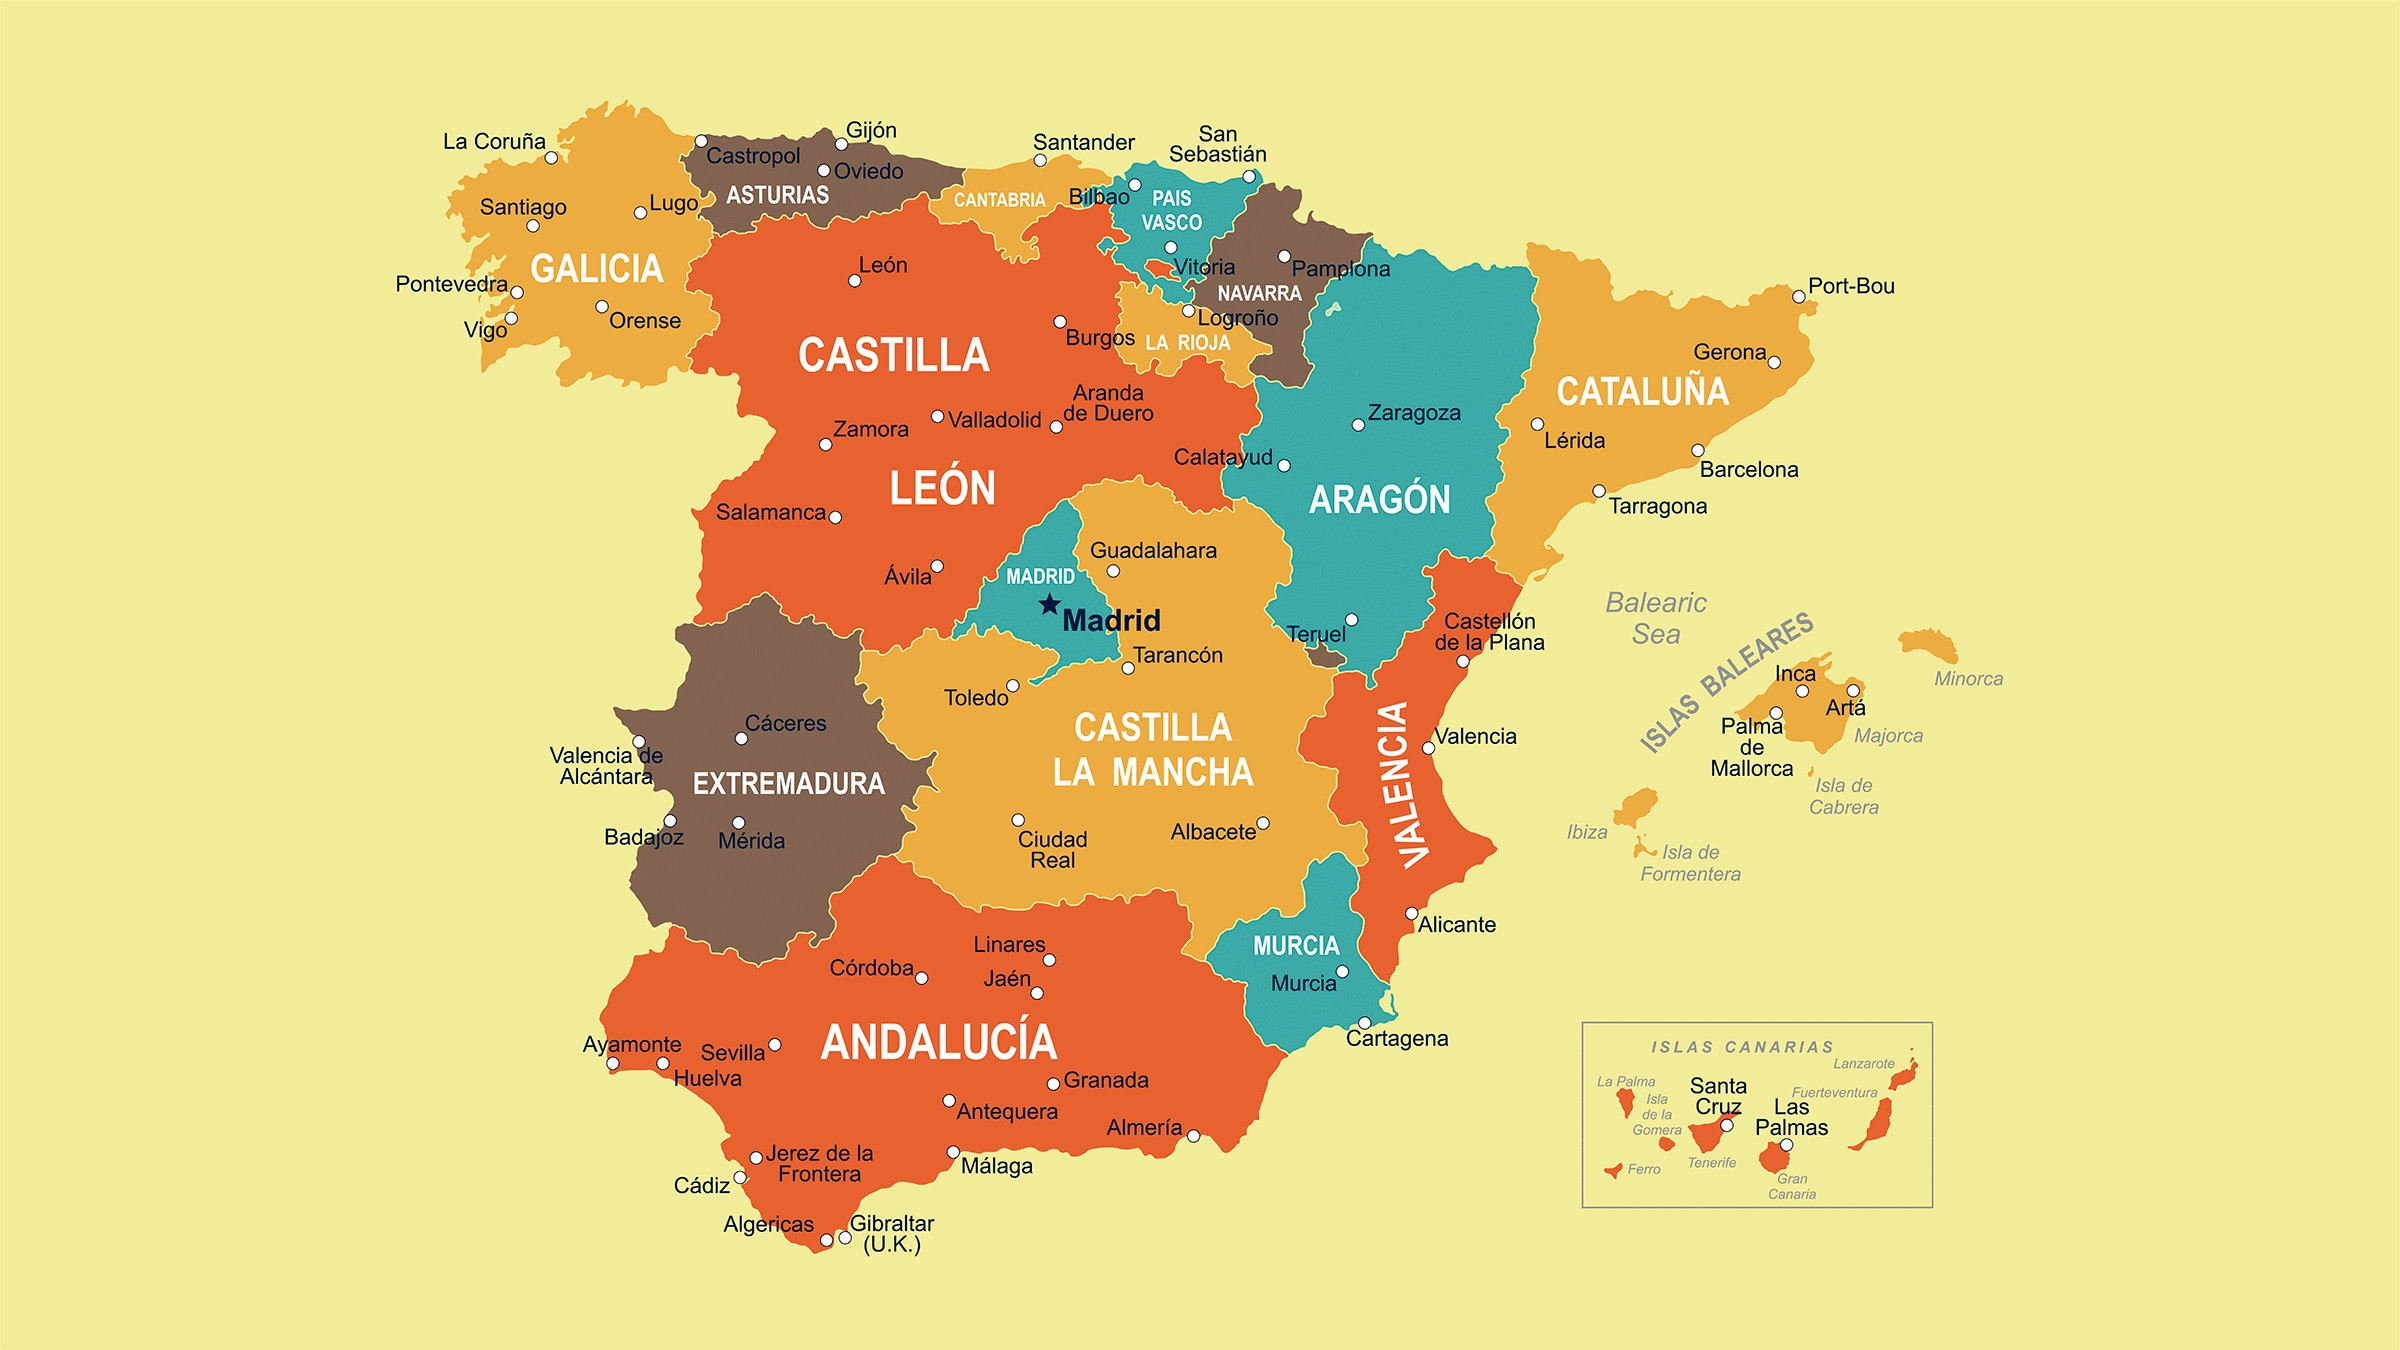 La Coruña
Santiago
Lugo
GALICIA
Pontevedra
Vigo
Orense
Castropol
Gijón
Oviedo
ASTURIAS
Santander
CANTABRIA
San
Sebastián
Bilbao
PAIS
VASCO
Vitoria
Pamplona
NAVARRA
Logroño
LA RIOJA
León
Burgos
CASTILLA
Aranda
de Duero
Valladolid
Zamora
LEÓN
Salamanca
Ávila
Zaragoza
Calatayud
ARAGÓN
Teruel
Port-Bou
Gerona
CATALUÑA
Lérida
Barcelona
Tarragona
MADRID
Madrid
Guadalahara
Tarancón
Toledo
CASTILLA
LA MANCHA
Ciudad
Real
Albacete
Castellón
de la Plana
Valencia
VALENCIA
Alicante
Cáceres
Valencia de
Alcántara
EXTREMADURA
Badajoz
Mérida
MURCIA
Murcia
Cartagena
Linares
Córdoba
Jaén
ANDALUCÍA
Ayamonte
Sevilla
Huelva
Granada
Antequera
Almería
Jerez de la
Frontera
Málaga
Cádiz
Algericas
Gibraltar
(U.K.)
Balearic
Sea
ISLAS BALEARES
Inca
Artá
Palma
de
Mallorca
Minorca
Majorca
Isla de
Cabrera
Ibiza
Isla de
Formentera
ISLAS CANARIAS
Lanzarote
La Palma
Fuerteventura
Santa
Cruz
Isla
de la
Gomera
Las
Palmas
Tenerife
Ferro
Gran
Canaria